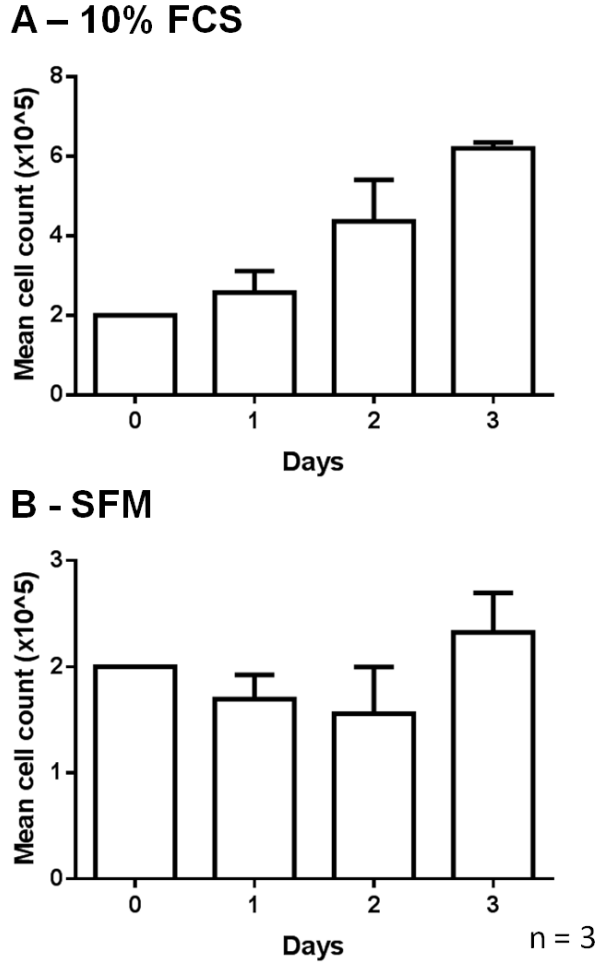 A – 10% FCS
Mean cell count (x10^5)
8
6
4
2
0
0 1 2 3
Days
B - SFM
Mean cell count (x10^5)
3
2
1
0
0 1 2 3
Days
n = 3